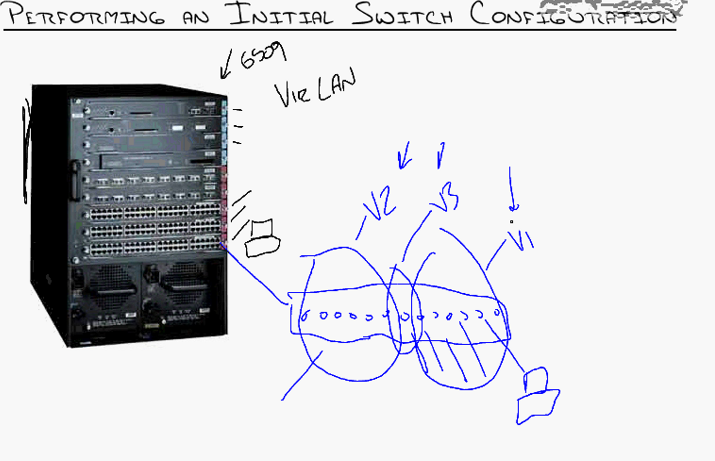 PERFORMING AN INITIAL SWITCH CONFIGURATION
6509
VIR LAN
V2
V3
V1